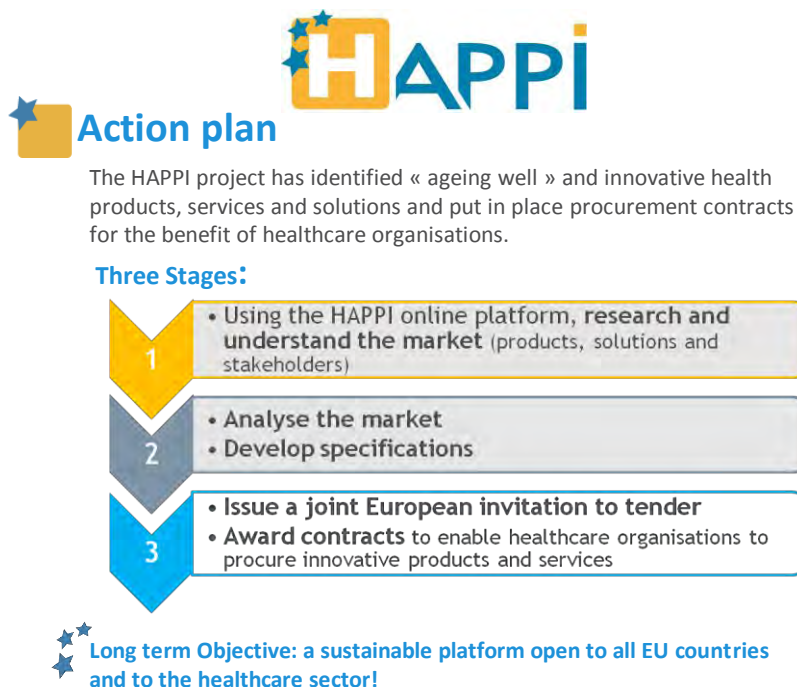 HAPPi
Action plan
The HAPPI project has identified « ageing well » and innovative health
products, services and solutions and put in place procurement contracts
for the benefit of healthcare organisations.
Three Stages:
1
• Using the HAPPI online platform, research and
understand the market (products, solutions and
stakeholders)
2
• Analyse the market
• Develop specifications
3
• Issue a joint European invitation to tender
• Award contracts to enable healthcare organisations to
procure innovative products and services
Long term Objective: a sustainable platform open to all EU countries
and to the healthcare sector!